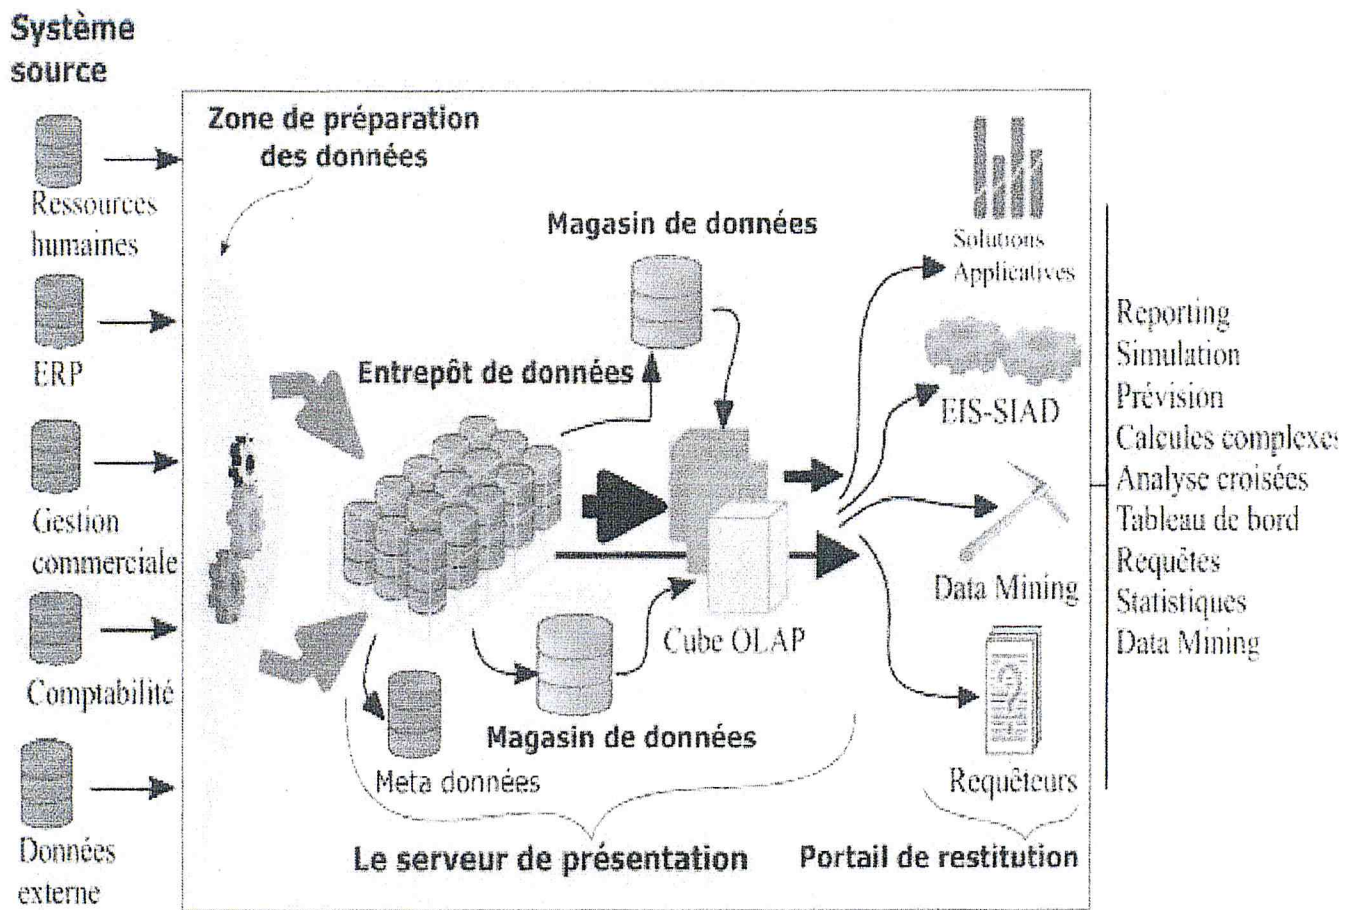 Système
source
Ressources
humaines
ERP
Gestion
commerciale
Comptabilité
Données
externe
Zone de préparation
des données
Magasin de données
Entrepôt de données
Cube OLAP
Magasin de données
Meta données
Le serveur de présentation
Solutions
Applicatives
EIS-SIAD
Data Mining
Requêteurs
Portail de restitution
Reporting
Simulation
Prévision
Calcules complexes
Analyse croisées
Tableau de bord
Requêtes
Statistiques
Data Mining